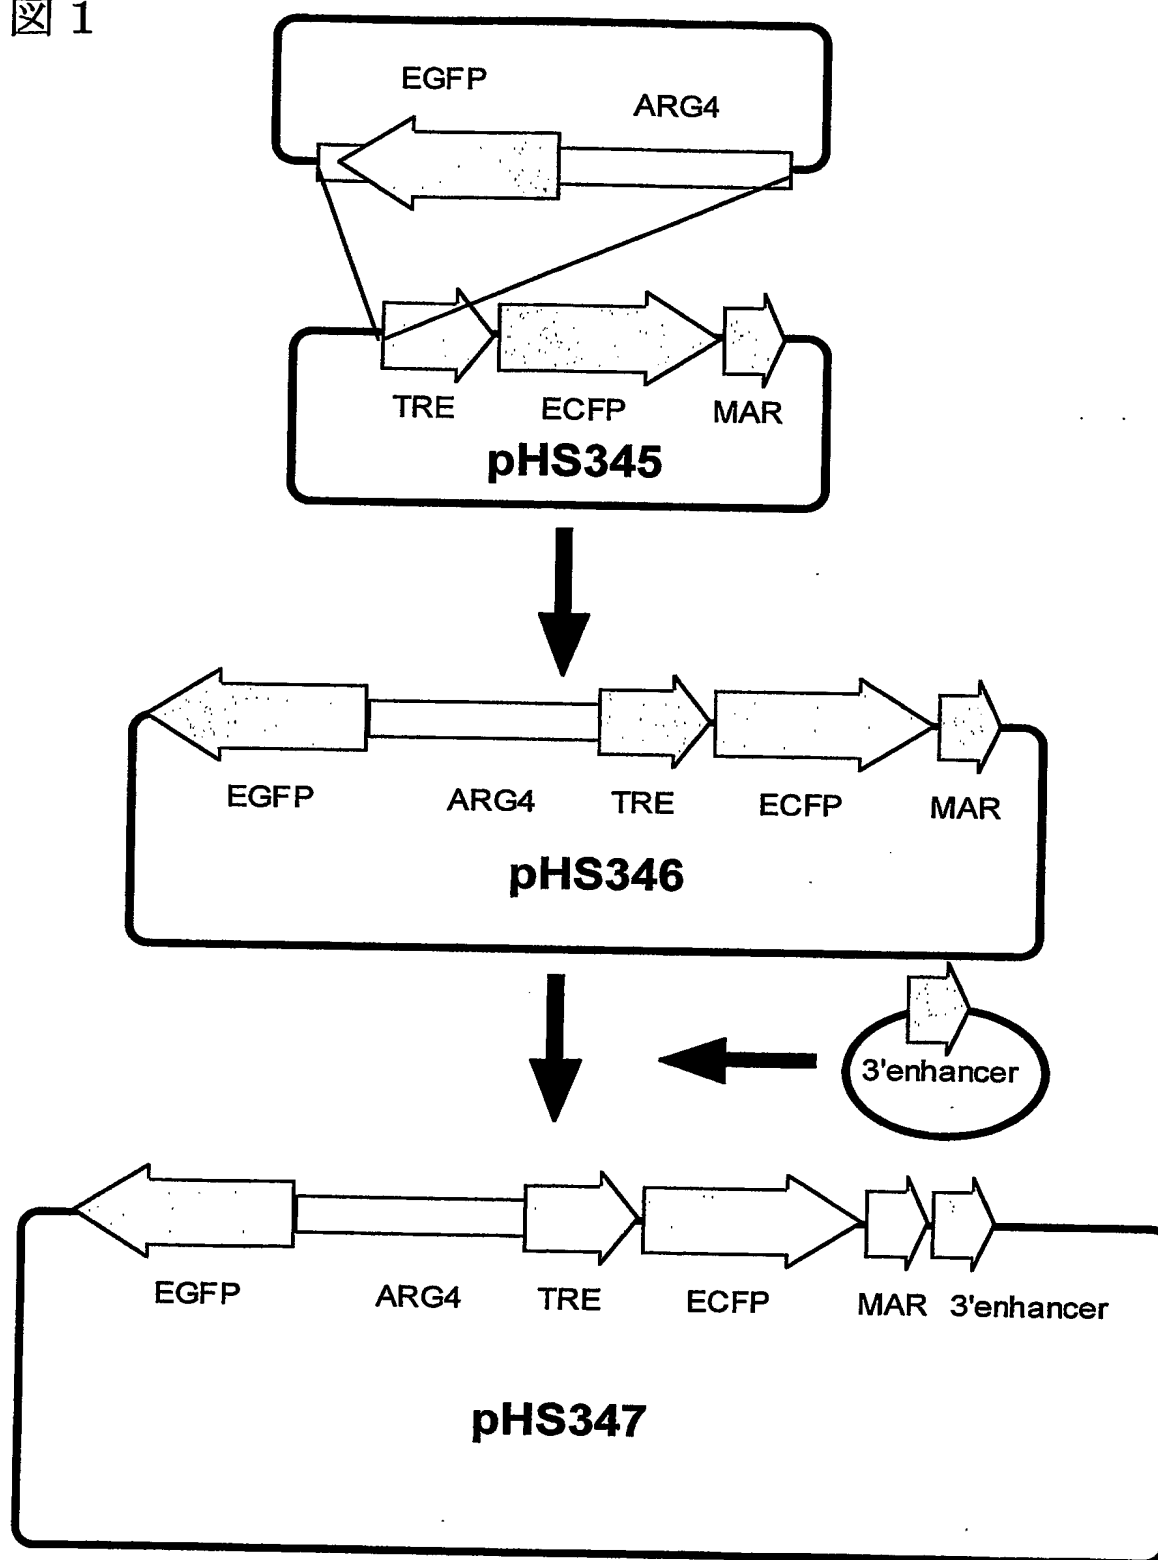 図 1
EGFP
ARG4
TRE
ECFP
MAR
pHS345
EGFP
ARG4
TRE
ECFP
MAR
pHS346
3'enhancer
EGFP
ARG4
TRE
ECFP
MAR
3'enhancer
pHS347